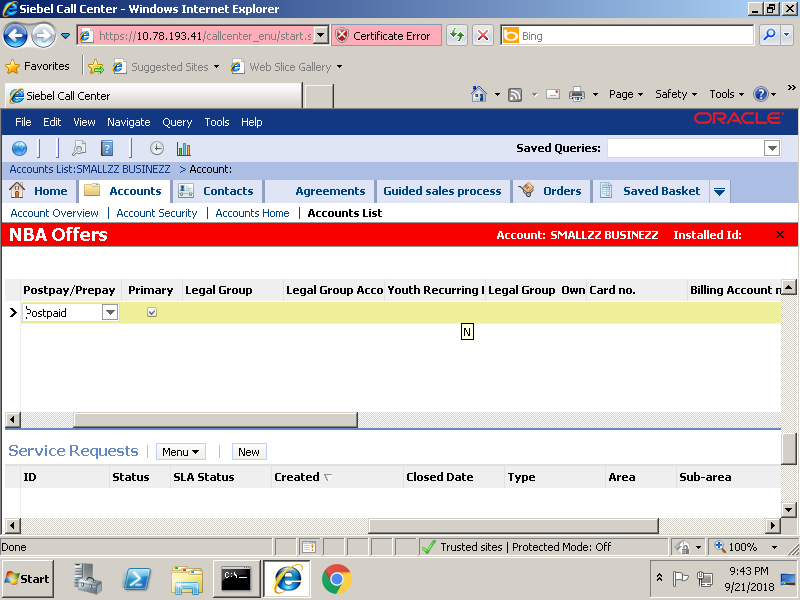 Siebel Call Center - Windows Internet Explorer
https://10.78.193.41/callcenter_enu/start.s
Certificate Error
Bing
Favorites
Suggested Sites
Web Slice Gallery
Siebel Call Center
Page
Safety
Tools
»
File Edit View Navigate Query Tools Help
ORACLE
Saved Queries:
Accounts List:SMALLZZ BUSINEZZ > Account:
Home Accounts Contacts Agreements Guided sales process Orders Saved Basket
Account Overview | Account Security | Accounts Home | Accounts List
NBA Offers Account: SMALLZZ BUSINEZZ Installed Id:
Postpay/Prepay Primary Legal Group Legal Group Acco Youth Recurring I Legal Group Own Card no. Billing Account n
Postpaid
N
Service Requests Menu New
ID Status SLA Status Created Closed Date Type Area Sub-area
Done Trusted sites | Protected Mode: Off 100%
Start
9:43 PM
9/21/2018